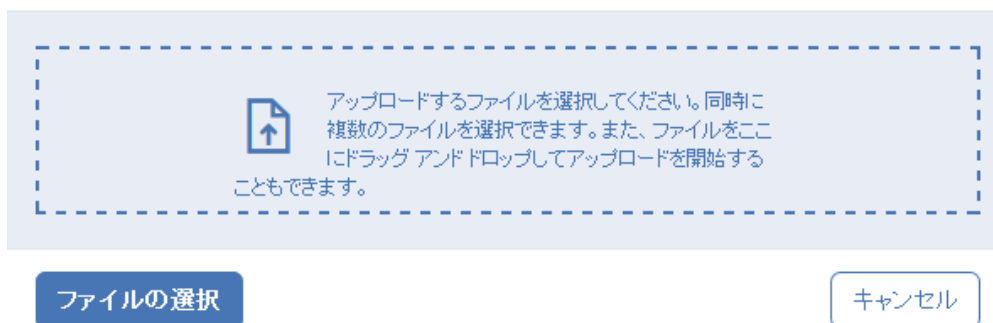 アップロードするファイルを選択してください。同時に
複数のファイルを選択できます。また、ファイルをここ
にドラッグ アンド ドロップしてアップロードを開始する
こともできます。
ファイルの選択
キャンセル